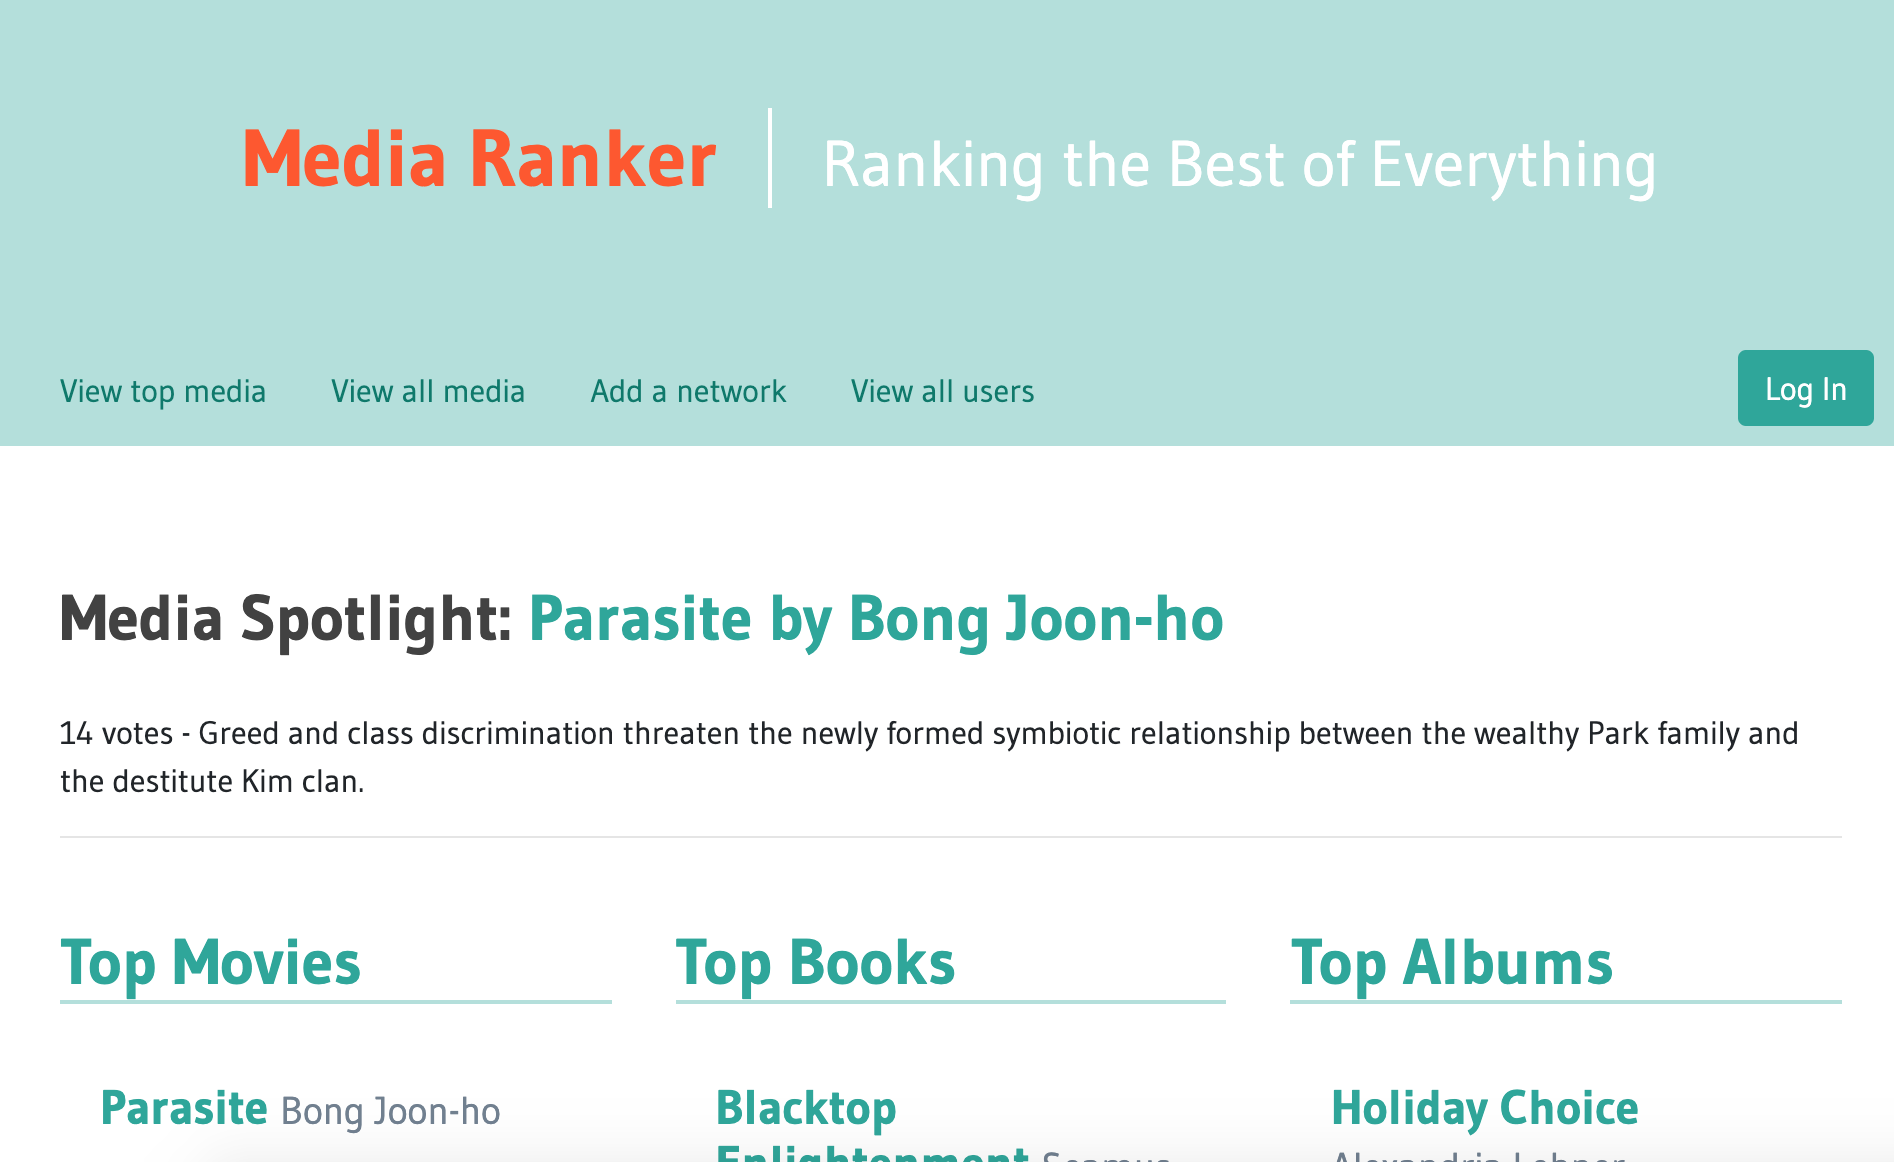 Media Ranker
Ranking the Best of Everything
View top media
View all media
Add a network
View all users
Log In
Media Spotlight: Parasite by Bong Joon-ho
14 votes - Greed and class discrimination threaten the newly formed symbiotic relationship between the wealthy Park family and
the destitute Kim clan.
Top Movies
Top Books
Top Albums
Parasite Bong Joon-ho
Blacktop
Enlightenment Seamus
Holiday Choice